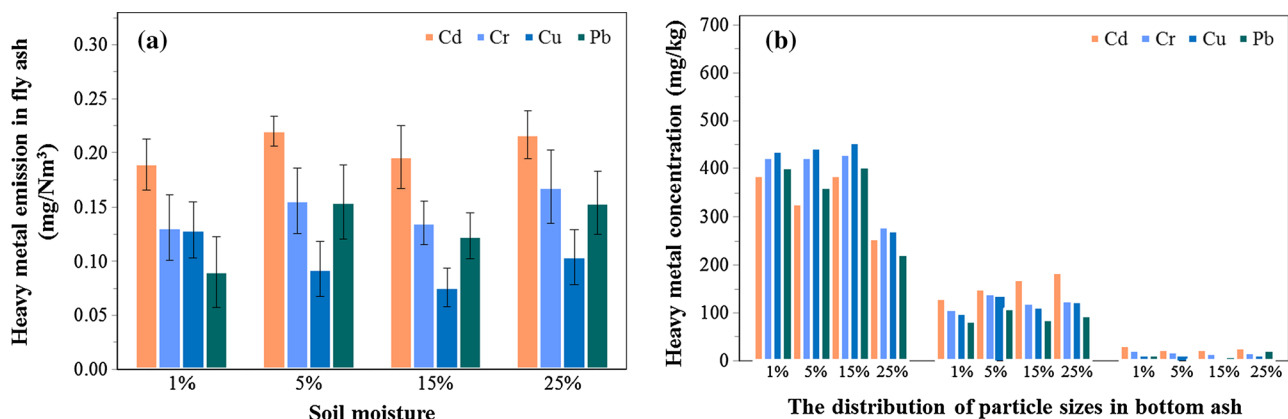 (a)
Cd Cr Cu Pb
Heavy metal emission in fly ash
(mg/Nm³)
0.30
0.25
0.20
0.15
0.10
0.05
0.00
1% 5% 15% 25%
Soil moisture
(b)
Cd Cr Cu Pb
Heavy metal concentration (mg/kg)
700
600
500
400
300
200
100
0
1% 5% 15% 25% 1% 5% 15% 25% 1% 5% 15% 25%
The distribution of particle sizes in bottom ash